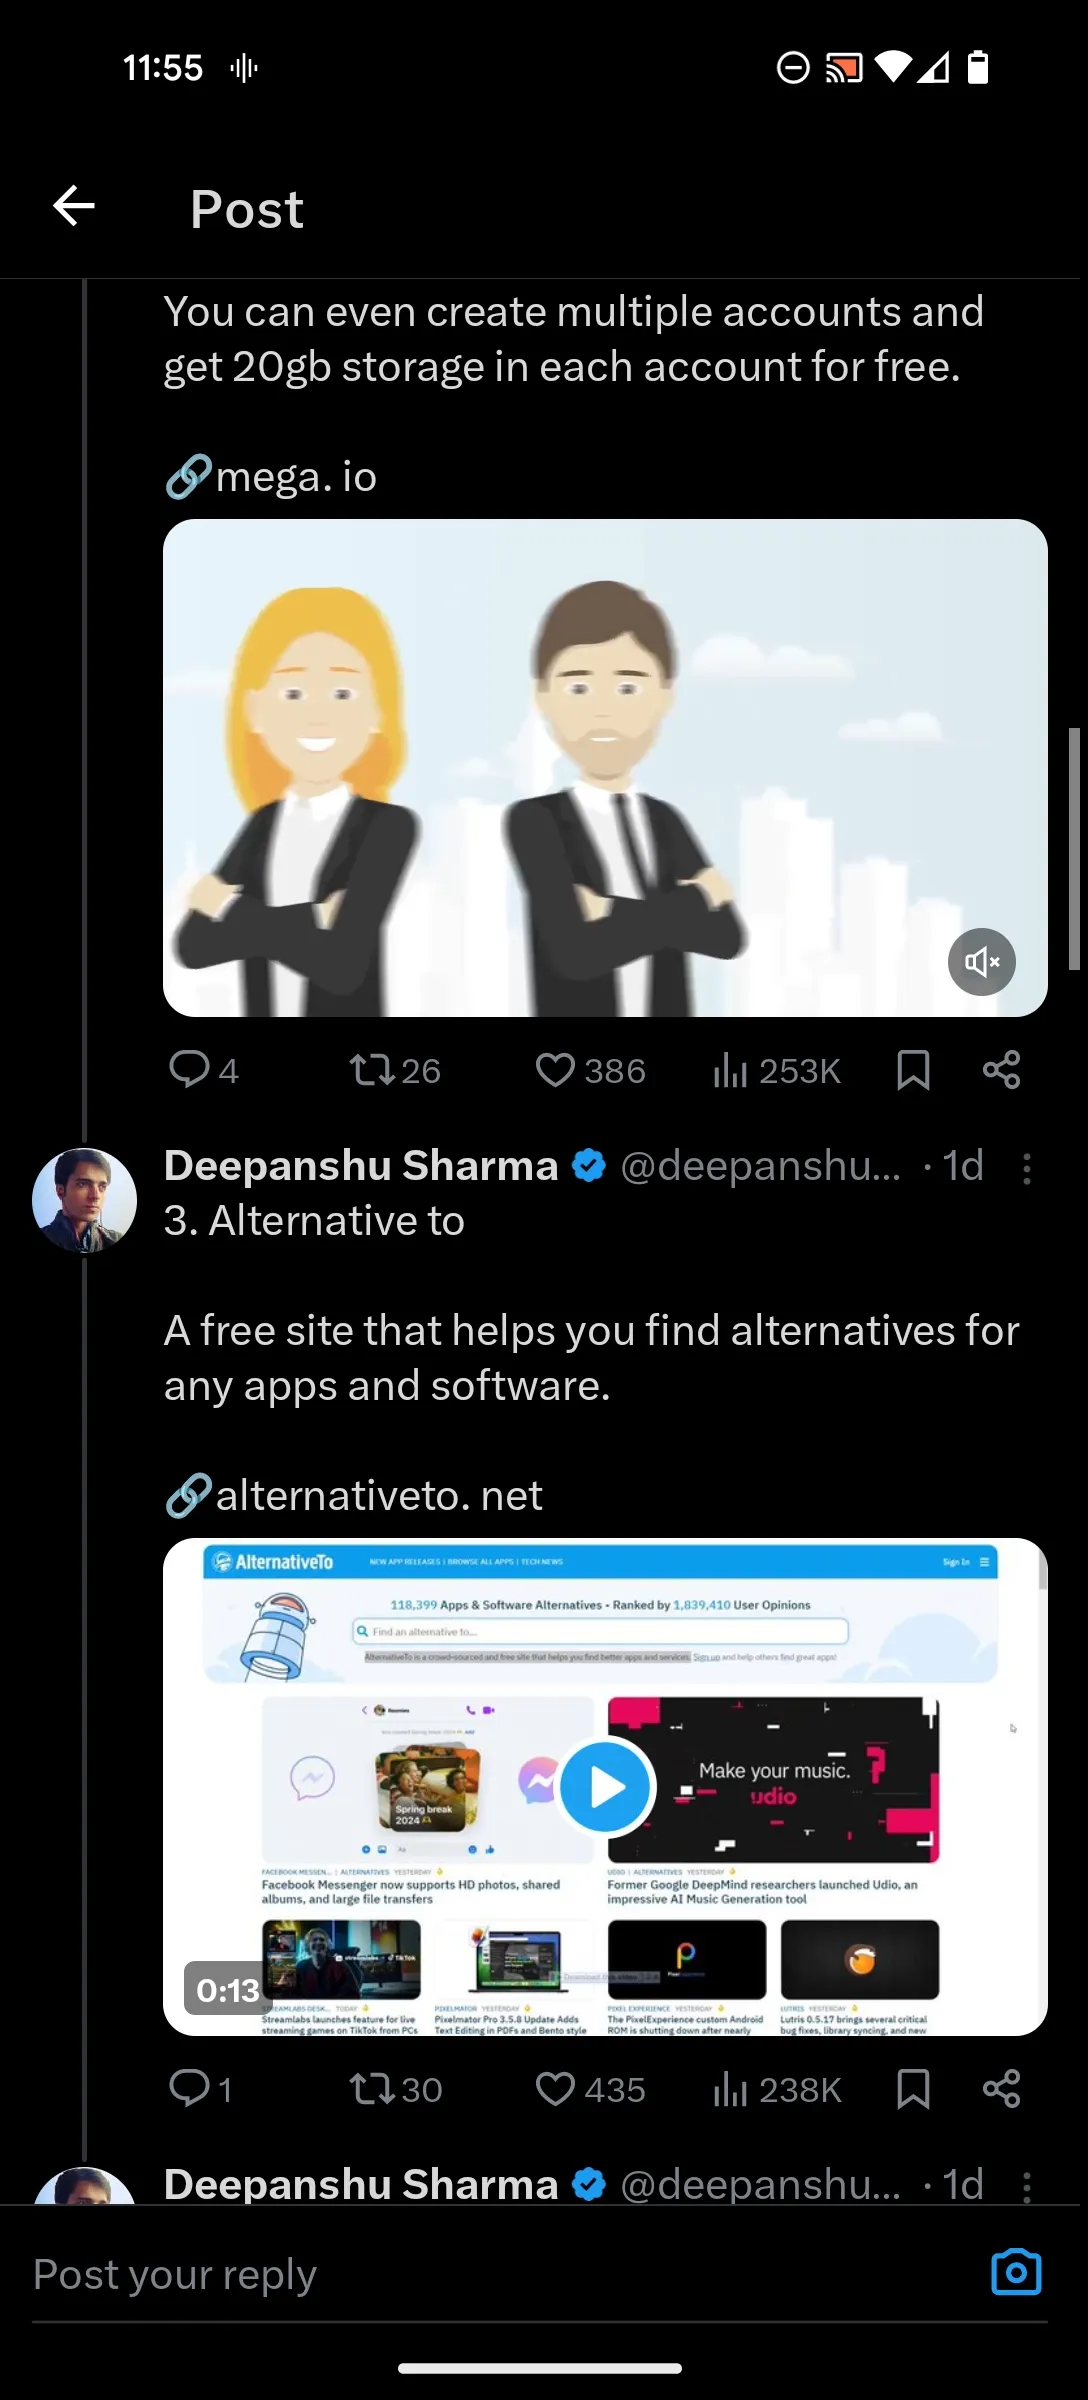 11:55
Post
You can even create multiple accounts and
get 20gb storage in each account for free.
🔗mega. io
4 26 386 253K
Deepanshu Sharma @deepanshu... · 1d
3. Alternative to
A free site that helps you find alternatives for
any apps and software.
🔗alternativeto. net
AlternativeTo NEW APP RELEASES | BROWSE ALL APPS | TECH NEWS Sign In
118,399 Apps & Software Alternatives - Ranked by 1,839,410 User Opinions
Find an alternative to...
AlternativeTo is a crowd-sourced and free site that helps you find better apps and services. Sign up and help others find great apps!
Spring break
2024
Aa
Make your music.
udio
FACEBOOK MESSEN... | ALTERNATIVES YESTERDAY
Facebook Messenger now supports HD photos, shared
albums, and large file transfers
UDIO | ALTERNATIVES YESTERDAY
Former Google DeepMind researchers launched Udio, an
impressive AI Music Generation tool
streamlabs TikTok
0:13
STREAMLABS DESK... TODAY
Streamlabs launches feature for live
streaming games on TikTok from PCs
PIXELMATOR YESTERDAY
Pixelmator Pro 3.5.8 Update Adds
Text Editing in PDFs and Bento style
PIXEL EXPERIENCE YESTERDAY
The PixelExperience custom Android
ROM is shutting down after nearly
LUTRIS YESTERDAY
Lutris 0.5.17 brings several critical
bug fixes, library syncing, and new
1 30 435 238K
Deepanshu Sharma @deepanshu... · 1d
Post your reply